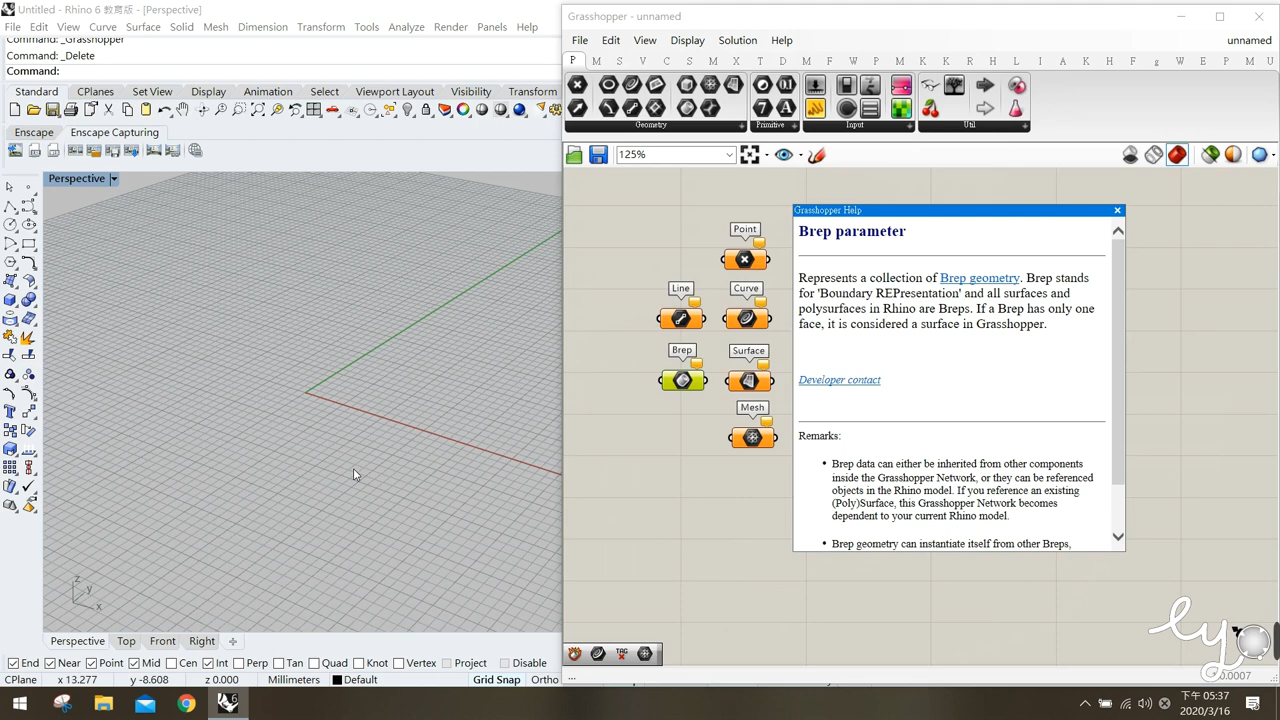 Untitled - Rhino 6 教育版 - [Perspective]
File Edit View Curve Surface Solid Mesh Dimension Transform Tools Analyze Render Panels Help
Command: _Grasshopper
Command: _Delete
Command:
Standard CPlanes Set View Display Select Viewport Layout Visibility Transform
Enscape Enscape Capturing
Perspective
z
y
x
Perspective Top Front Right
End Near Point Mid Cen Int Perp Tan Quad Knot Vertex Project Disable
CPlane x 13.277 y -8.608 z 0.000 Millimeters Default Grid Snap Ortho
Grasshopper - unnamed
File Edit View Display Solution Help unnamed
P M S V C S M X T D M K K E M K H L F g M U
Geometry Primitive Input Util
125%
Point
Line Curve
Brep Surface
Mesh
Grasshopper Help
Brep parameter
Represents a collection of Brep geometry. Brep stands
for 'Boundary REPresentation' and all surfaces and
polysurfaces in Rhino are Breps. If a Brep has only one
face, it is considered a surface in Grasshopper.
Developer contact
Remarks:
• Brep data can either be inherited from other components
inside the Grasshopper Network, or they can be referenced
objects in the Rhino model. If you reference an existing
(Poly)Surface, this Grasshopper Network becomes
dependent to your current Rhino model.
• Brep geometry can instantiate itself from other Breps,
TAG
...
ly
.0007
下午 05:37
2020/3/16